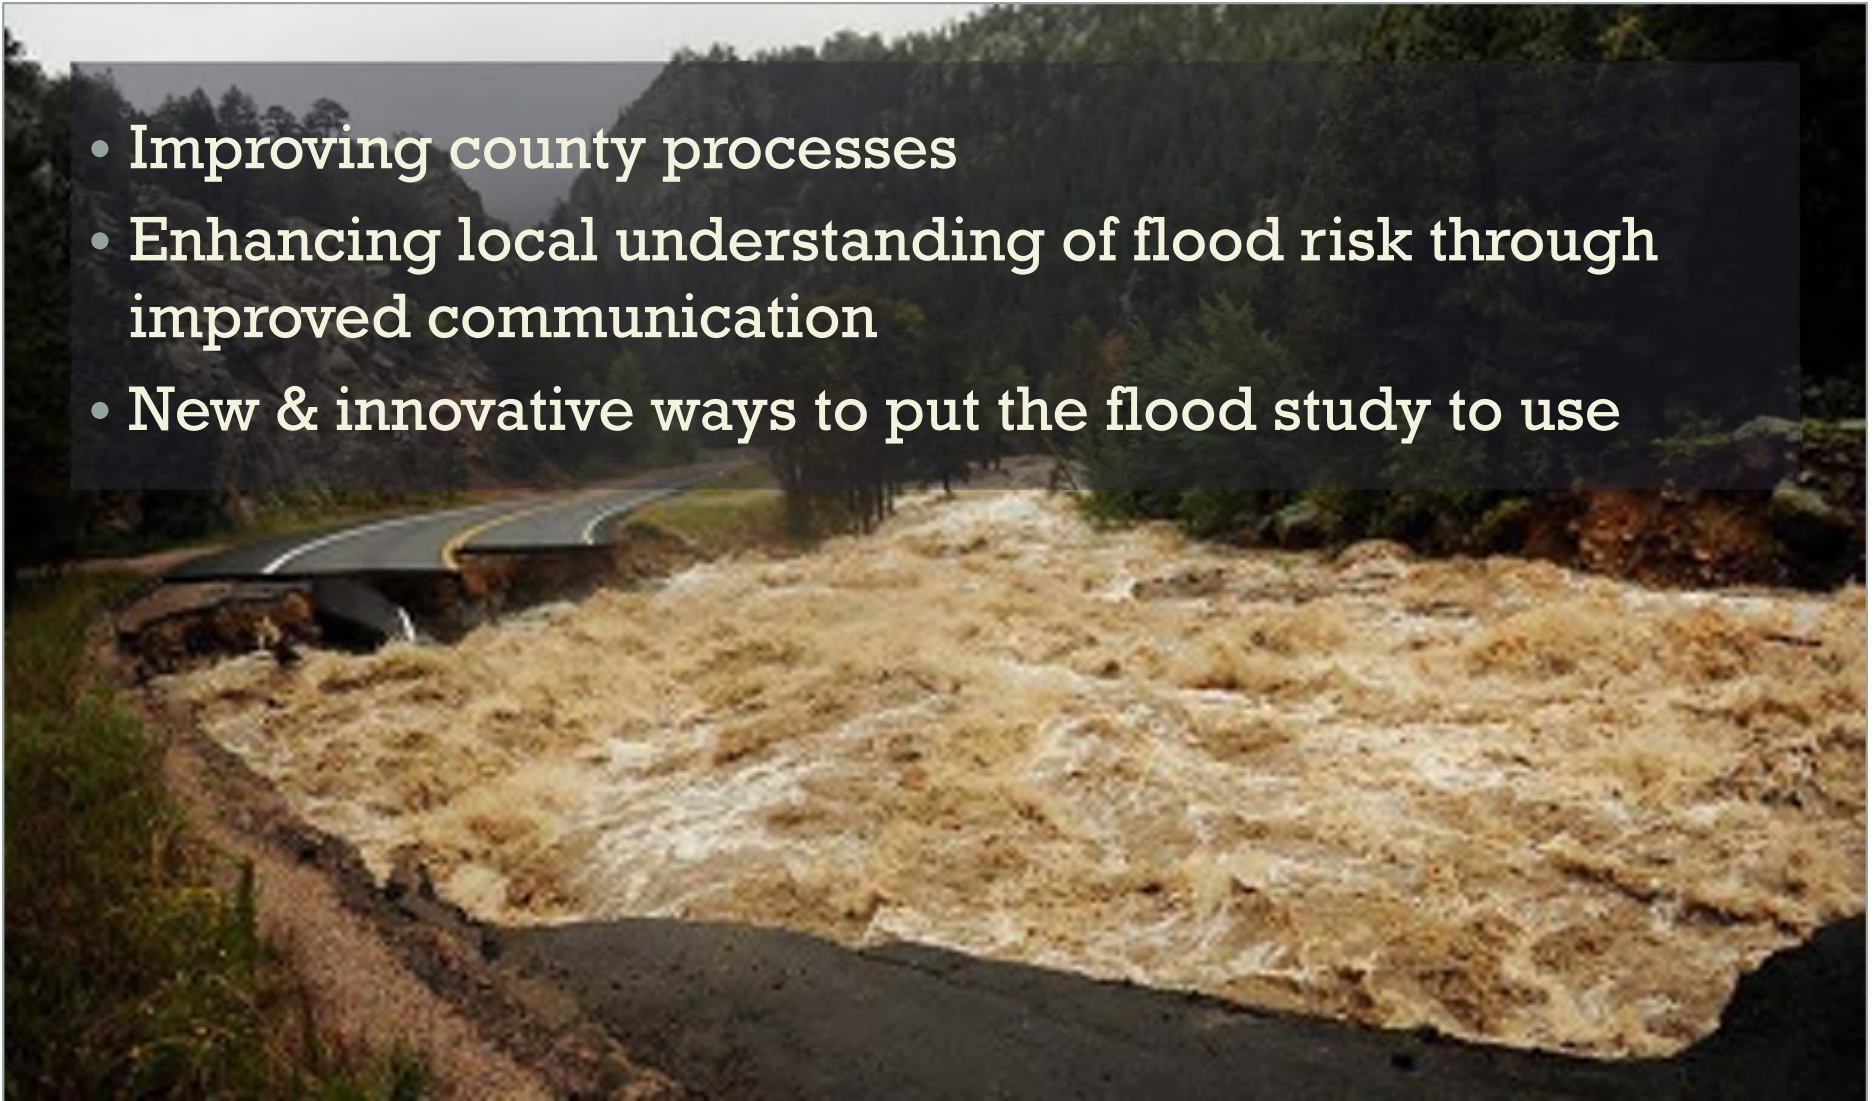 • Improving county processes
• Enhancing local understanding of flood risk through
improved communication
• New & innovative ways to put the flood study to use